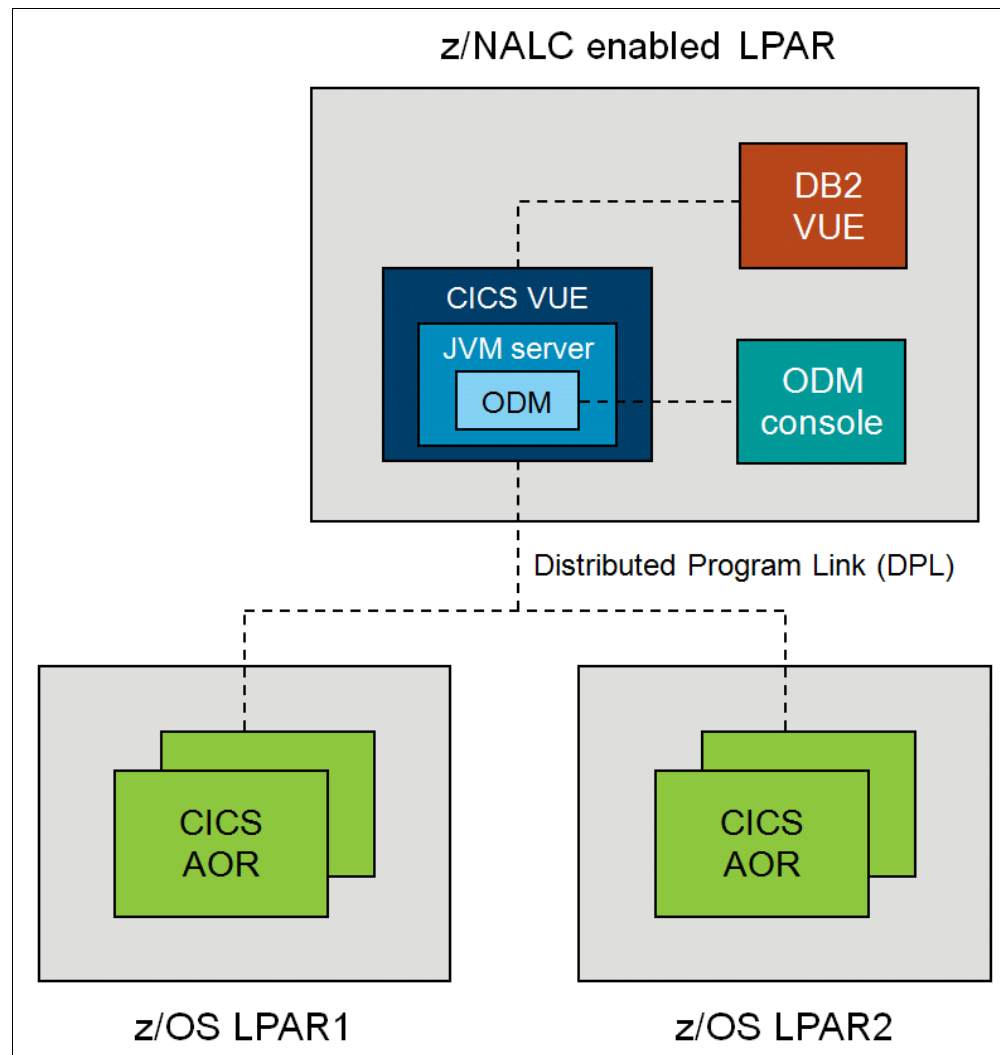 z/NALC enabled LPAR
DB2
VUE
CICS VUE
JVM server
ODM
ODM
console
Distributed Program Link (DPL)
CICS
AOR
CICS
AOR
z/OS LPAR1
z/OS LPAR2